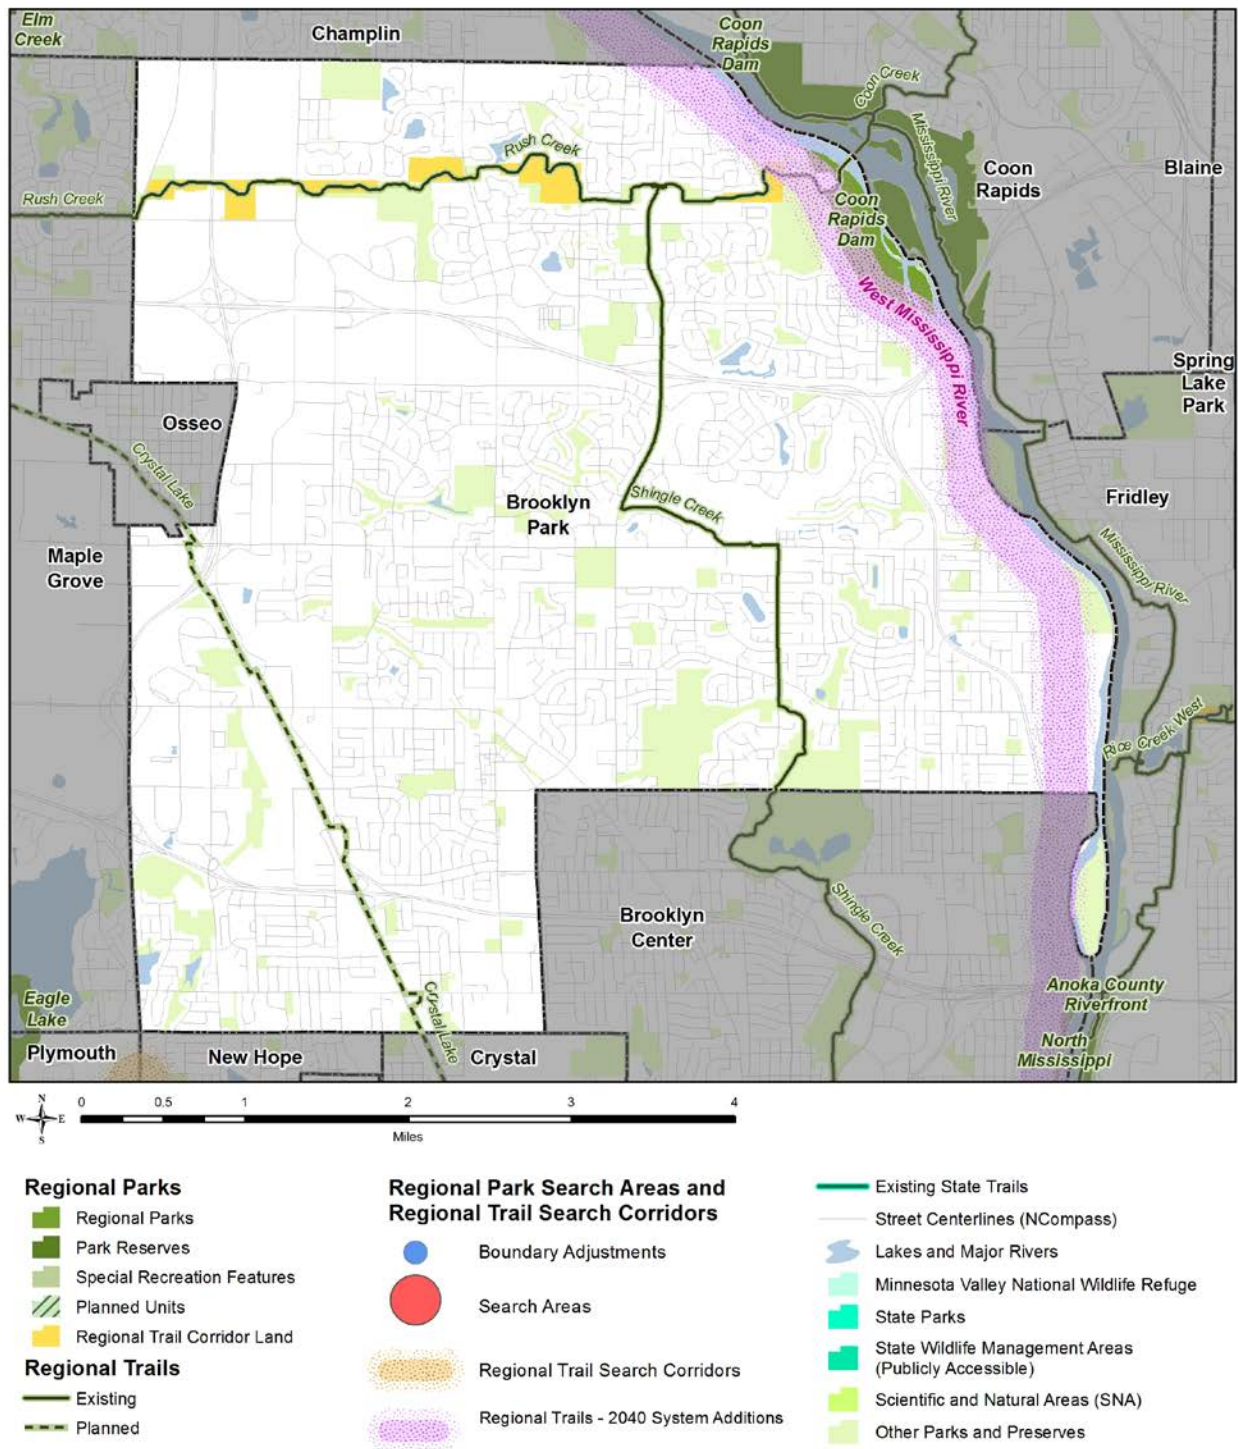 Elm
Creek
Champlin
Coon
Rapids
Dam
Coon Creek
Mississippi River
Coon
Rapids
Blaine
Rush Creek
Rush Creek
Coon
Rapids
Dam
West Mississippi River
Spring
Lake
Park
Osseo
Crystal Lake
Brooklyn
Park
Shingle Creek
Fridley
Maple
Grove
Mississippi River
Rice Creek West
Brooklyn
Center
Shingle Creek
Eagle
Lake
Crystal Lake
Anoka County
Riverfront
North
Mississippi
Plymouth
New Hope
Crystal
N
W E
S
0 0.5 1 2 3 4
Miles
Regional Parks
Regional Parks
Park Reserves
Special Recreation Features
Planned Units
Regional Trail Corridor Land
Regional Trails
Existing
Planned
Regional Park Search Areas and
Regional Trail Search Corridors
Boundary Adjustments
Search Areas
Regional Trail Search Corridors
Regional Trails - 2040 System Additions
Existing State Trails
Street Centerlines (NCompass)
Lakes and Major Rivers
Minnesota Valley National Wildlife Refuge
State Parks
State Wildlife Management Areas
(Publicly Accessible)
Scientific and Natural Areas (SNA)
Other Parks and Preserves